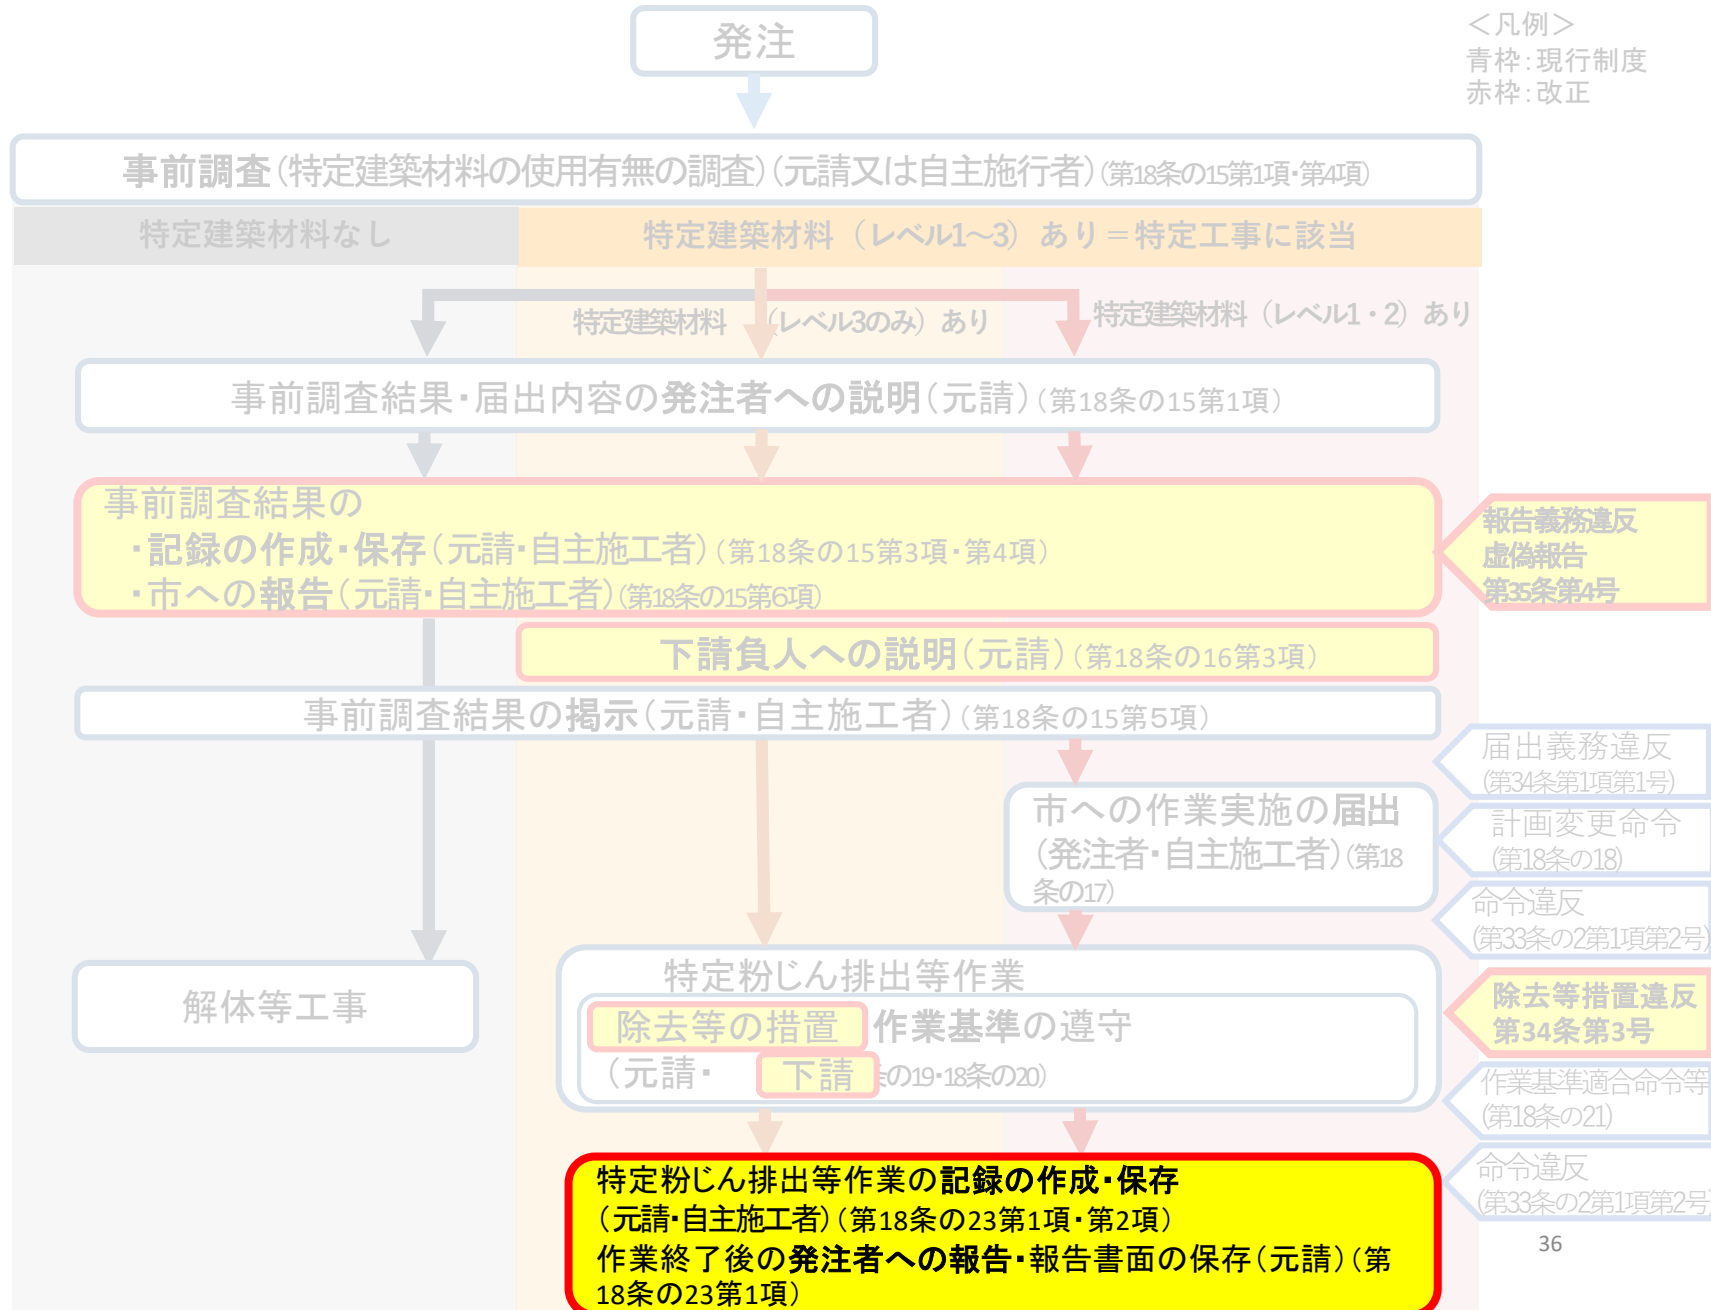 発注
＜凡例＞
青枠：現行制度
赤枠：改正
事前調査（特定建築材料の使用有無の調査）（元請又は自主施行者）（第18条の15第1項・第4項）
特定建築材料なし
特定建築材料（レベル1～3）あり＝特定工事に該当
特定建築材料（レベル3のみ）あり
特定建築材料（レベル1・2）あり
事前調査結果・届出内容の発注者への説明（元請）（第18条の15第1項）
事前調査結果の
・記録の作成・保存（元請・自主施工者）（第18条の15第3項・第4項）
・市への報告（元請・自主施工者）（第18条の15第6項）
報告義務違反
虚偽報告
第35条第4号
下請負人への説明（元請）（第18条の16第3項）
事前調査結果の掲示（元請・自主施工者）（第18条の15第5項）
届出義務違反
(第34条第1項第1号)
市への作業実施の届出
（発注者・自主施工者）（第18
条の17）
計画変更命令
(第18条の18)
命令違反
(第33条の2第1項第2号)
特定粉じん排出等作業
解体等工事
除去等の措置 作業基準の遵守
（元請・ 下請 の19・18条の20）
除去等措置違反
第34条第3号
作業基準適合命令等
(第18条の21)
命令違反
(第33条の2第1項第2号)
特定粉じん排出等作業の記録の作成・保存
（元請・自主施工者）（第18条の23第1項・第2項）
作業終了後の発注者への報告・報告書面の保存（元請）（第
18条の23第1項）
36